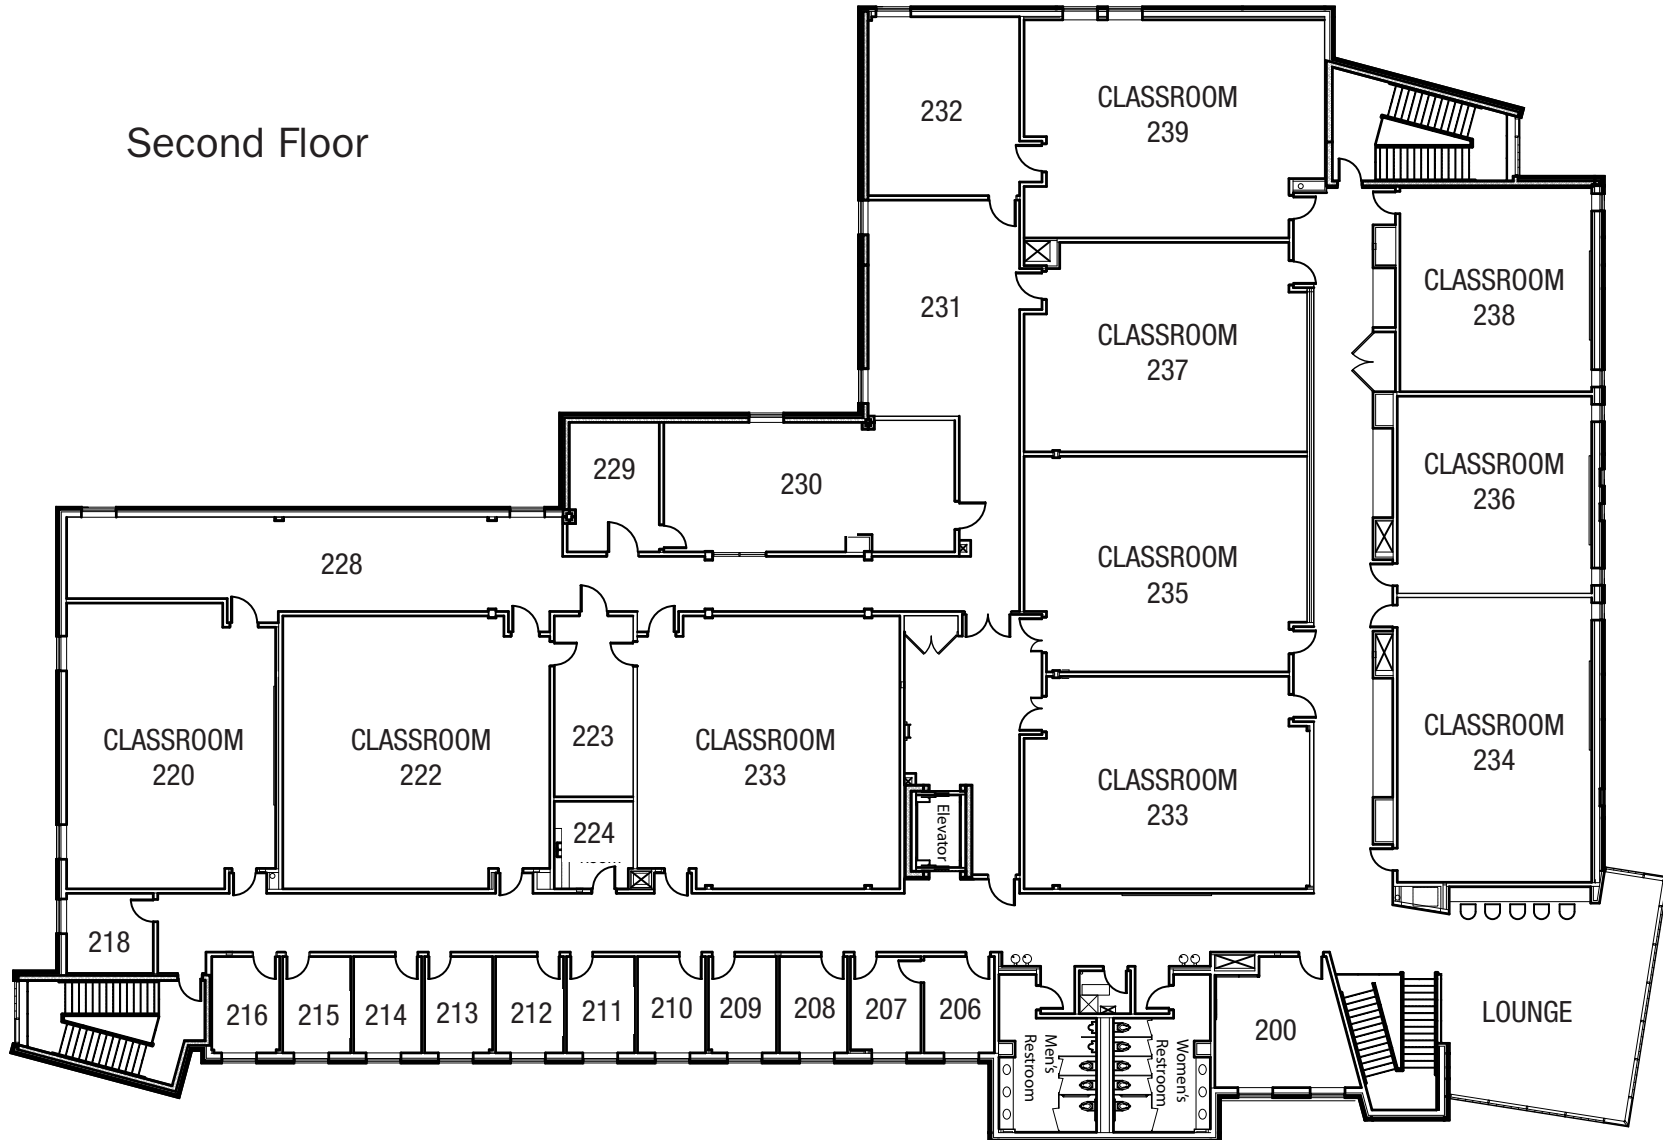 Second Floor
232
CLASSROOM
239
231
CLASSROOM
237
CLASSROOM
238
229
230
CLASSROOM
236
228
CLASSROOM
235
CLASSROOM
220
CLASSROOM
222
223
224
CLASSROOM
233
Elevator
CLASSROOM
233
CLASSROOM
234
218
216
215
214
213
212
211
210
209
208
207
206
Men's
Restroom
Women's
Restroom
200
LOUNGE